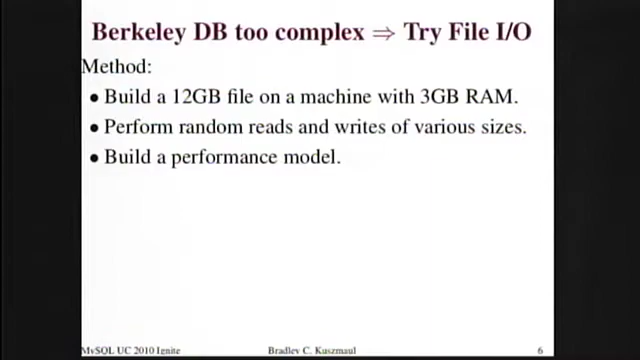 Berkeley DB too complex ⇒ Try File I/O
Method:
• Build a 12GB file on a machine with 3GB RAM.
• Perform random reads and writes of various sizes.
• Build a performance model.
MySQL UC 2010 Ignite Bradley C. Kuszmaul 6